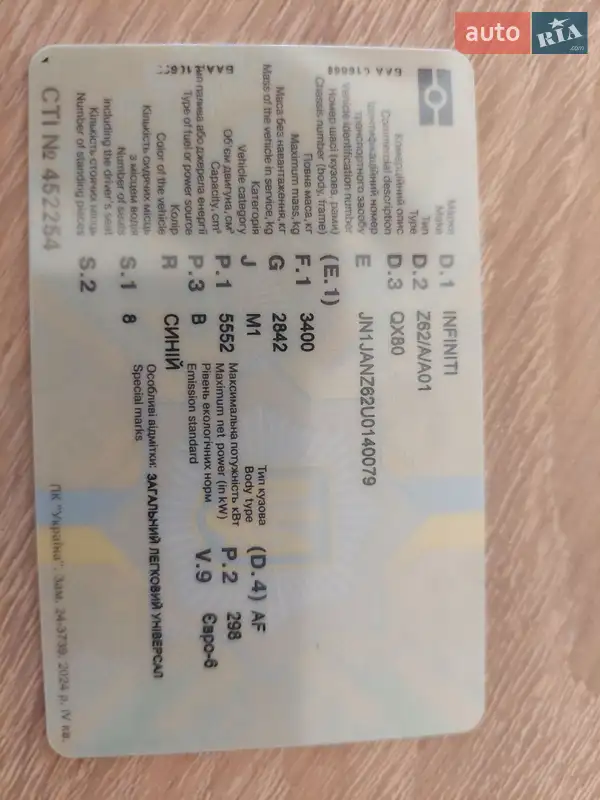 auto RIA .com
Марка
Make
D.1 INFINITI
Тип
Type
D.2 Z62/A/A01
Комерційний опис
Commercial description
D.3 QX80
Ідентифікаційний номер
транспортного засобу
Vehicle identification number
E JN1JANZ62U0140079
Номер шасі (кузова, рами)
Chassis number (body, frame)
(E.1)
Повна маса, кг
Maximum mass, kg
F.1 3400
Маса без навантаження, кг
Mass of the vehicle in service, kg
G 2842
Категорія
Vehicle category
J M1
Тип кузова
Body type
(D.4) AF
Об'єм двигуна, см³
Capacity, cm³
P.1 5552
Максимальна потужність кВт
Maximum net power (in kW)
P.2 298
Тип палива або джерела енергії
Type of fuel or power source
P.3 B
Рівень екологічних норм
Emission standard
V.9 Євро-6
Колір
Color of the vehicle
R СИНІЙ
Кількість сидячих місць
з місцем водія
Number of seats
including the driver's seat
S.1 8
Особливі відмітки: ЗАГАЛЬНИЙ ЛЕГКОВИЙ УНІВЕРСАЛ
Special marks
Кількість стоячих місць
Number of standing places
S.2
СТІ № 452254
ПК "Україна". Зам. 24-3739. 2024 р. IV кв.